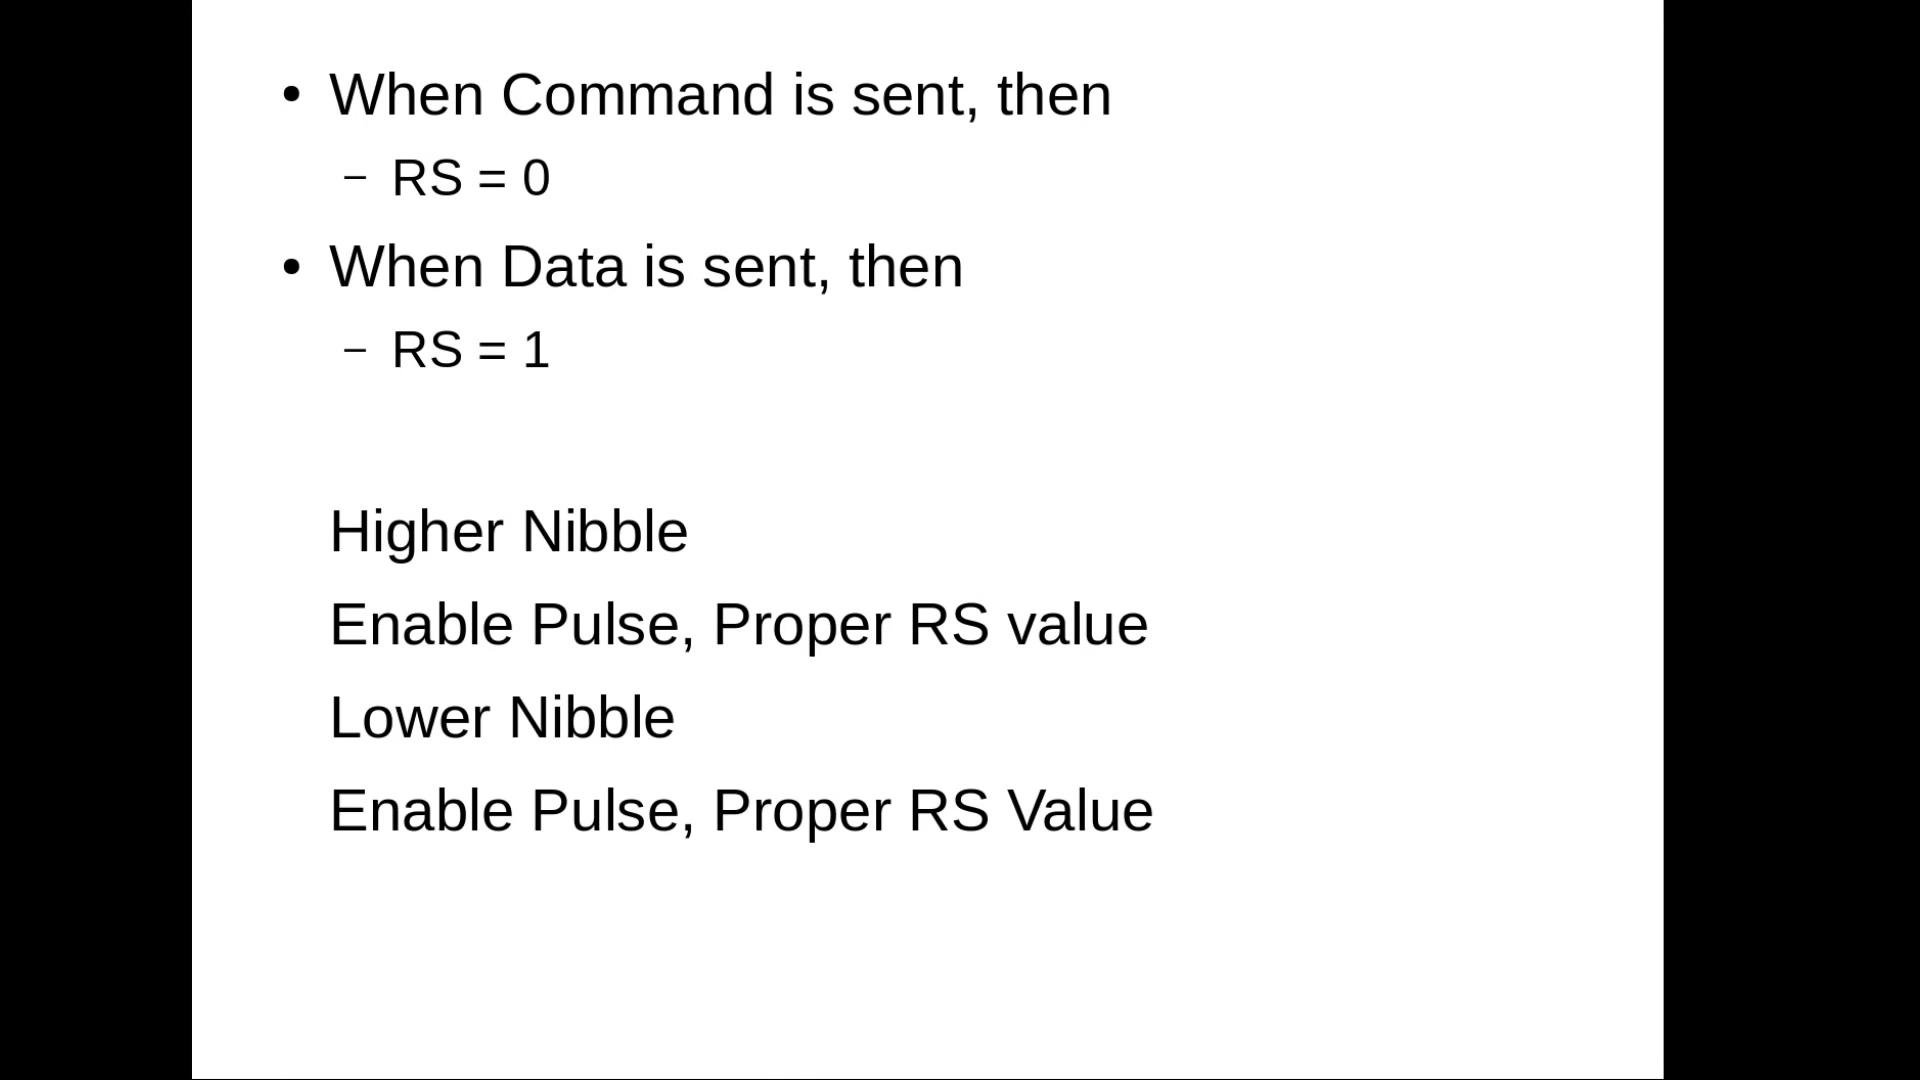 • When Command is sent, then
– RS = 0
• When Data is sent, then
– RS = 1
Higher Nibble
Enable Pulse, Proper RS value
Lower Nibble
Enable Pulse, Proper RS Value